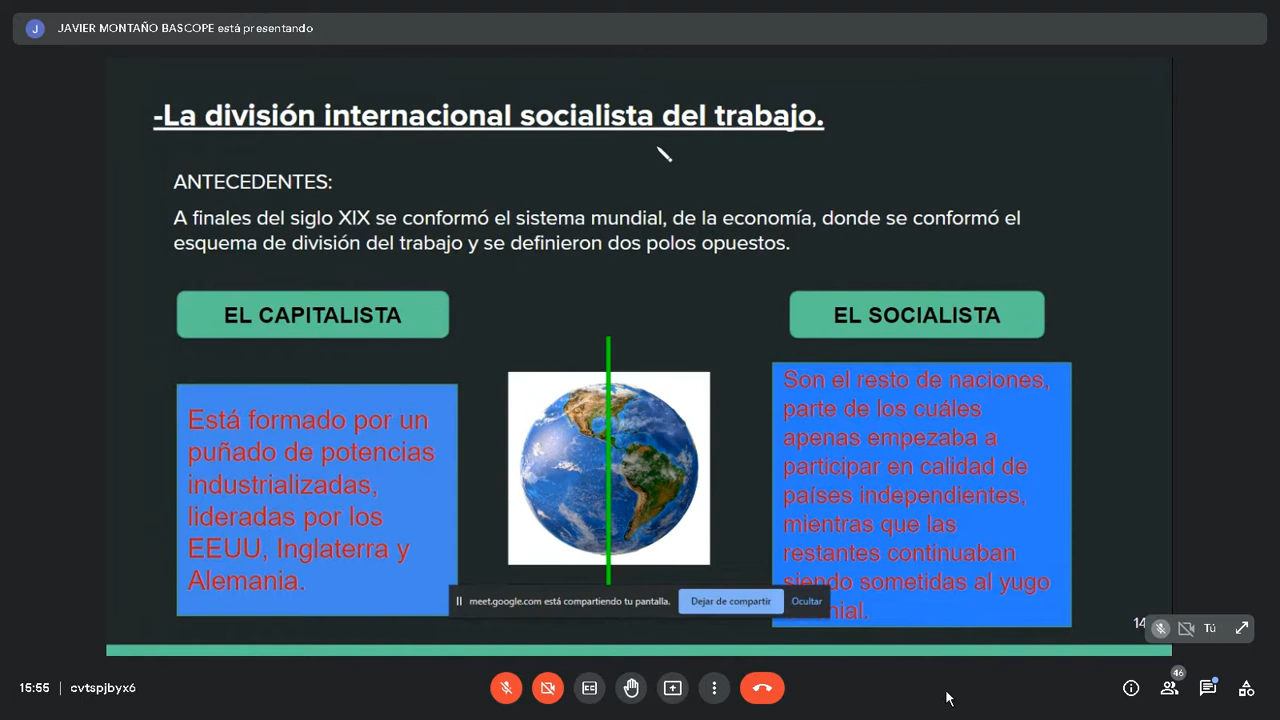 J JAVIER MONTAÑO BASCOPE está presentando
-La división internacional socialista del trabajo.
ANTECEDENTES:
A finales del siglo XIX se conformó el sistema mundial, de la economía, donde se conformó el
esquema de división del trabajo y se definieron dos polos opuestos.
EL CAPITALISTA
Está formado por un
puñado de potencias
industrializadas,
lideradas por los
EEUU, Inglaterra y
Alemania.
EL SOCIALISTA
Son el resto de naciones,
parte de los cuáles
apenas empezaba a
participar en calidad de
países independientes,
mientras que las
restantes continuaban
siendo sometidas al yugo
meet.google.com está compartiendo tu pantalla. Dejar de compartir Ocultar
14
Tú
15:55 | cvtspjbyx6
46